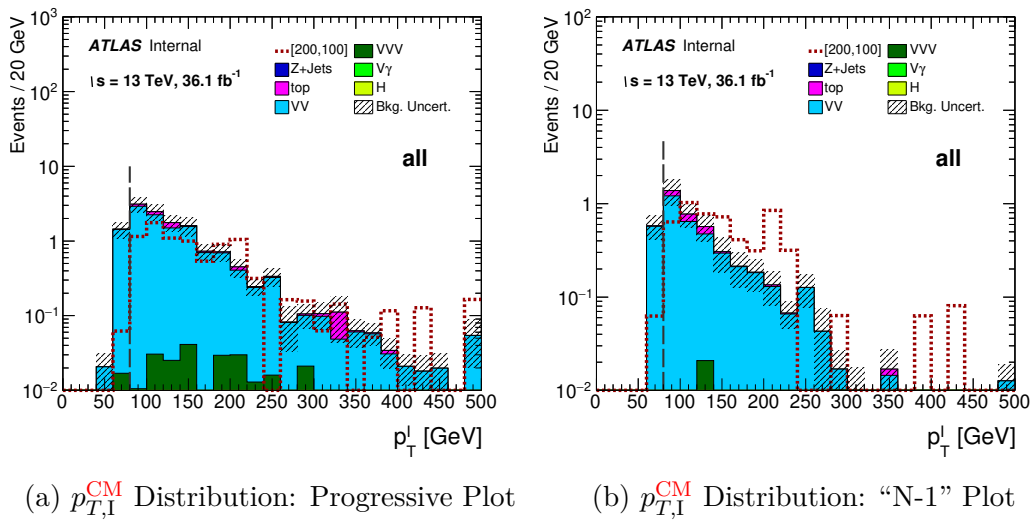 ATLAS Internal
√s = 13 TeV, 36.1 fb⁻¹
[200,100]
Z+Jets
top
VV
VVV
Vγ
H
Bkg. Uncert.
all
Events / 20 GeV
10³
10²
10
1
10⁻¹
10⁻²
0 50 100 150 200 250 300 350 400 450 500
p_T^I [GeV]
(a) p_{T,I}^{CM} Distribution: Progressive Plot
ATLAS Internal
√s = 13 TeV, 36.1 fb⁻¹
[200,100]
Z+Jets
top
VV
VVV
Vγ
H
Bkg. Uncert.
all
Events / 20 GeV
10²
10
1
10⁻¹
10⁻²
0 50 100 150 200 250 300 350 400 450 500
p_T^I [GeV]
(b) p_{T,I}^{CM} Distribution: “N-1” Plot